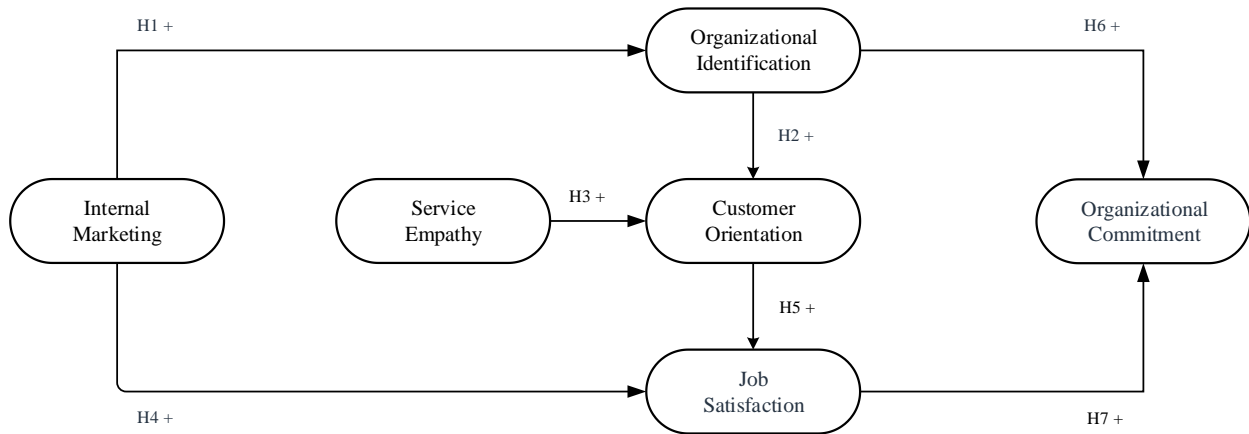 H1 +
Organizational
Identification
H6 +
H2 +
Internal
Marketing
Service
Empathy
H3 +
Customer
Orientation
Organizational
Commitment
H5 +
Job
Satisfaction
H4 +
H7 +